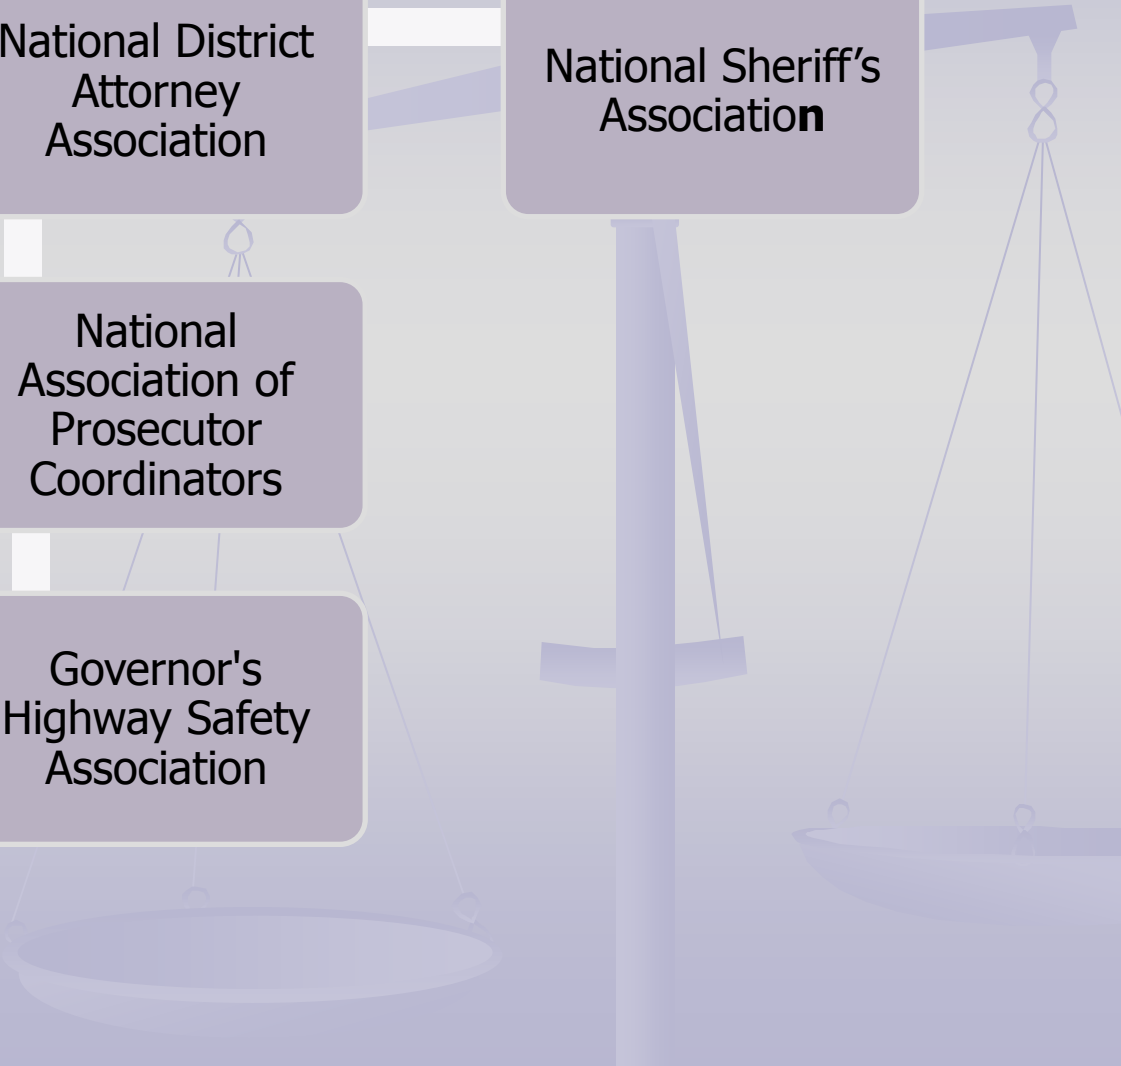 National District
Attorney
Association
National Sheriff’s
Association
National
Association of
Prosecutor
Coordinators
Governor's
Highway Safety
Association